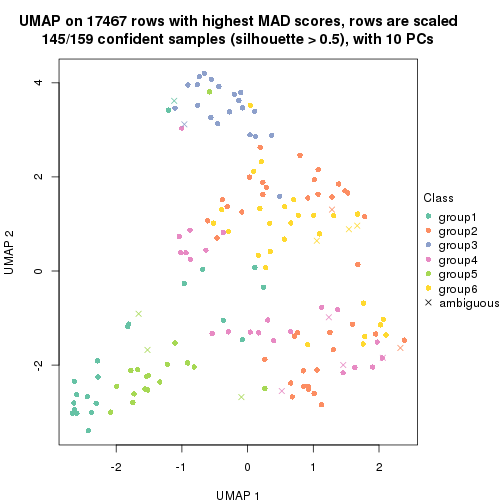 UMAP on 17467 rows with highest MAD scores, rows are scaled
145/159 confident samples (silhouette > 0.5), with 10 PCs
4
2
0
-2
UMAP 2
-2
-1
0
1
2
UMAP 1
Class
group1
group2
group3
group4
group5
group6
ambiguous